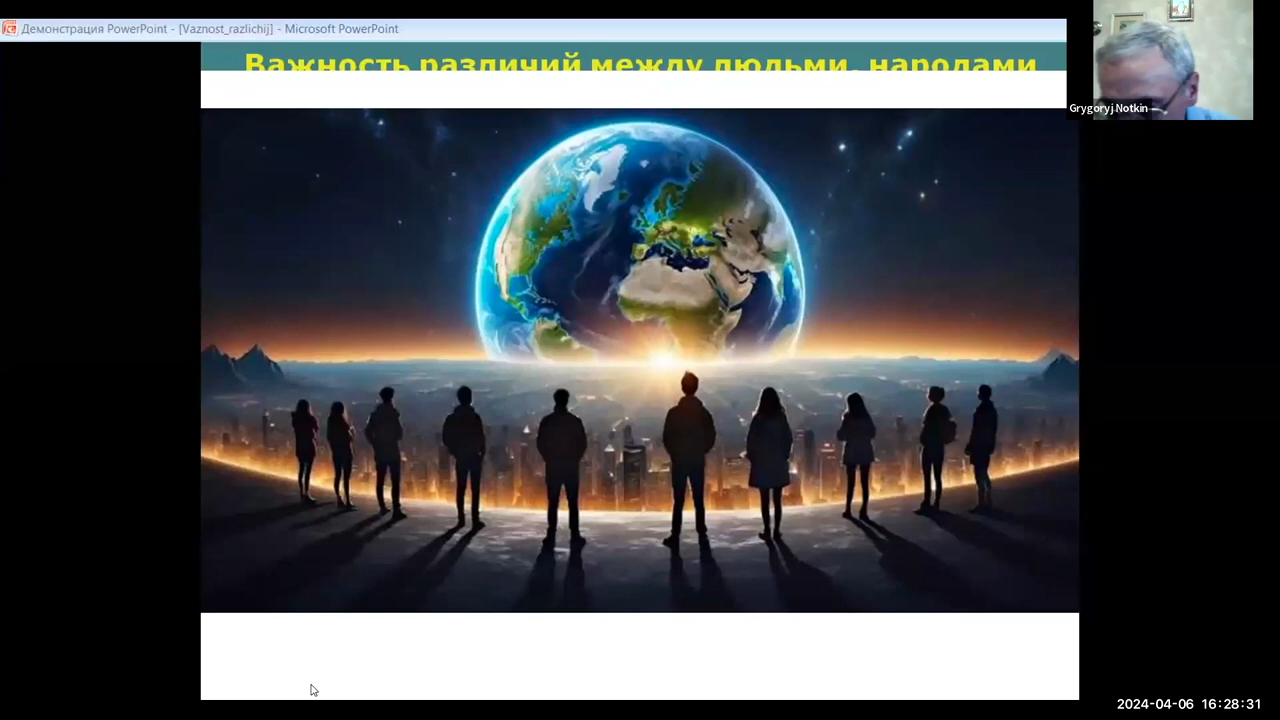 Демонстрация PowerPoint - [Vaznost_razlichij] - Microsoft PowerPoint
Важность различий между людьми, народами
Grygoryj Notkin
2024-04-06 16:28:31